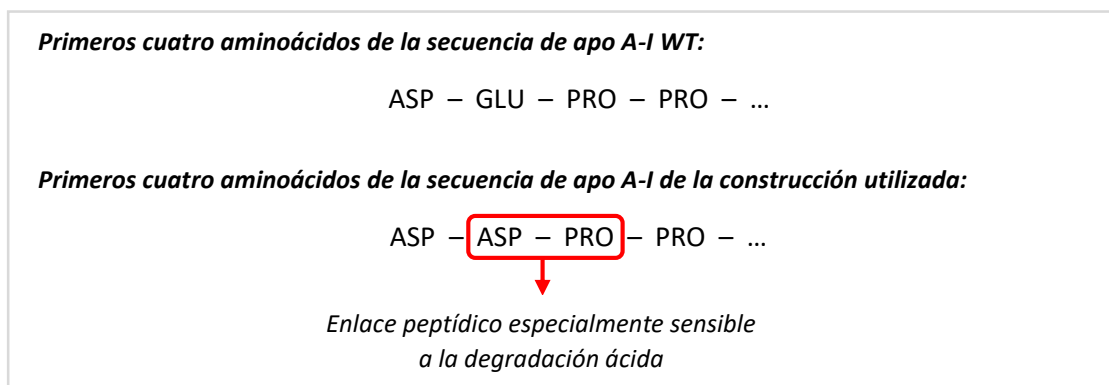 Primeros cuatro aminoácidos de la secuencia de apo A-I WT:
ASP – GLU – PRO – PRO – ...
Primeros cuatro aminoácidos de la secuencia de apo A-I de la construcción utilizada:
ASP – ASP – PRO – PRO – ...
Enlace peptídico especialmente sensible
a la degradación ácida